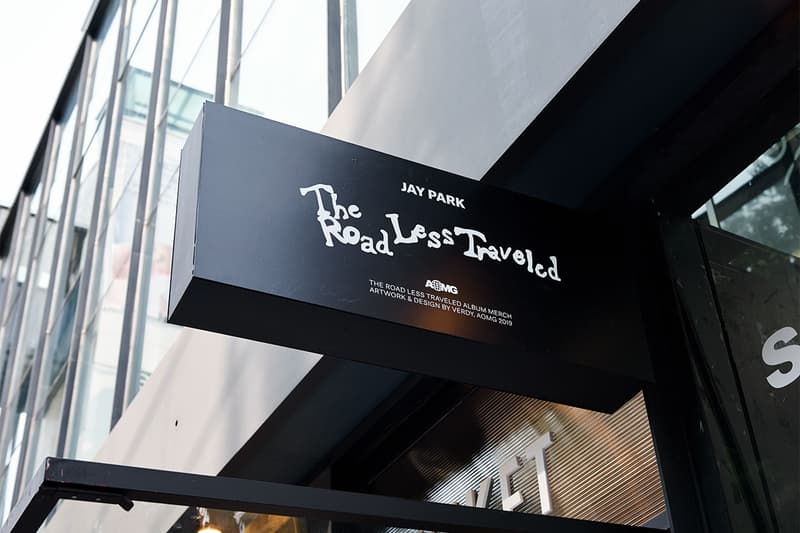 JAY PARK
The
Road Less Traveled
AOMG
THE ROAD LESS TRAVELED ALBUM MERCH
ARTWORK & DESIGN BY VERDY, AOMG 2019
S